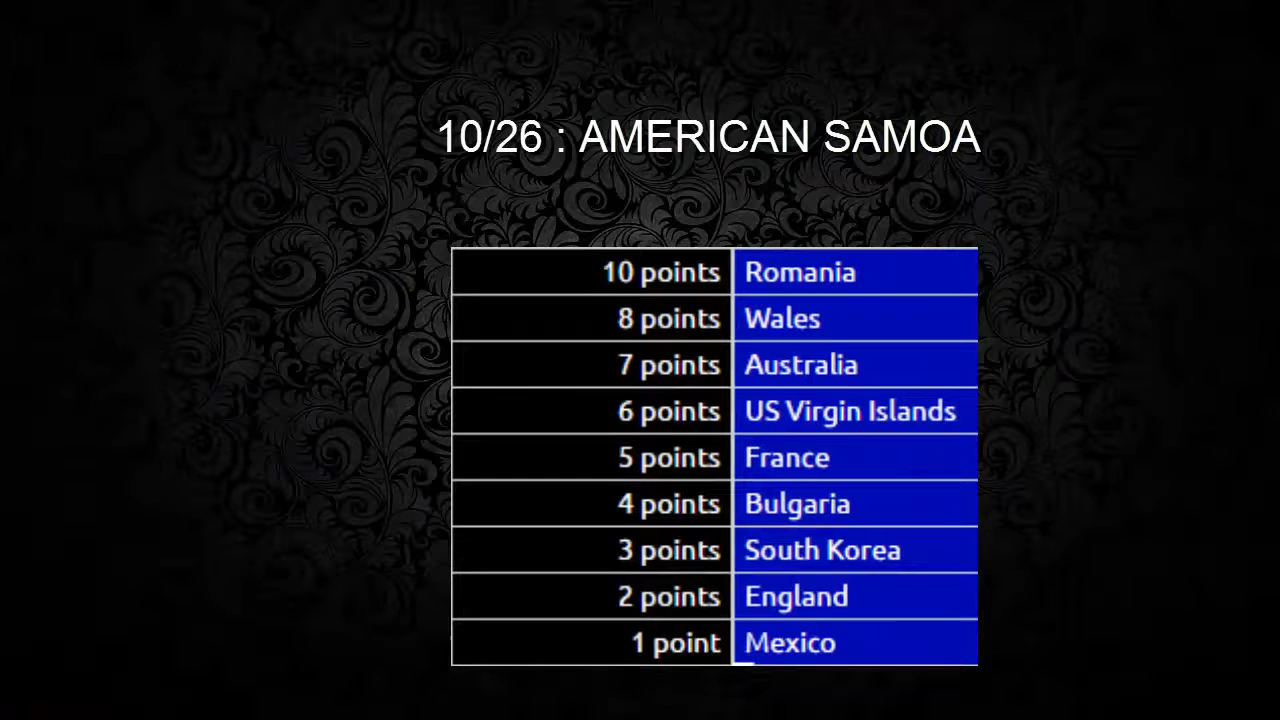 10/26 : AMERICAN SAMOA
10 points Romania
8 points Wales
7 points Australia
6 points US Virgin Islands
5 points France
4 points Bulgaria
3 points South Korea
2 points England
1 point Mexico